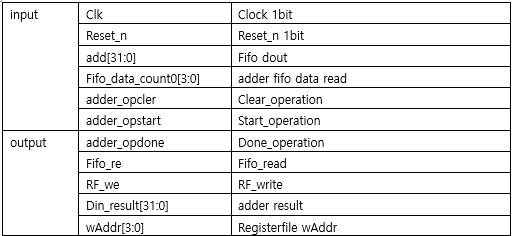 input Clk Clock 1bit
Reset_n Reset_n 1bit
add[31:0] Fifo dout
Fifo_data_count0[3:0] adder fifo data read
adder_opcler Clear_operation
adder_opstart Start_operation
output adder_opdone Done_operation
Fifo_re Fifo_read
RF_we RF_write
Din_result[31:0] adder result
wAddr[3:0] Registerfile wAddr